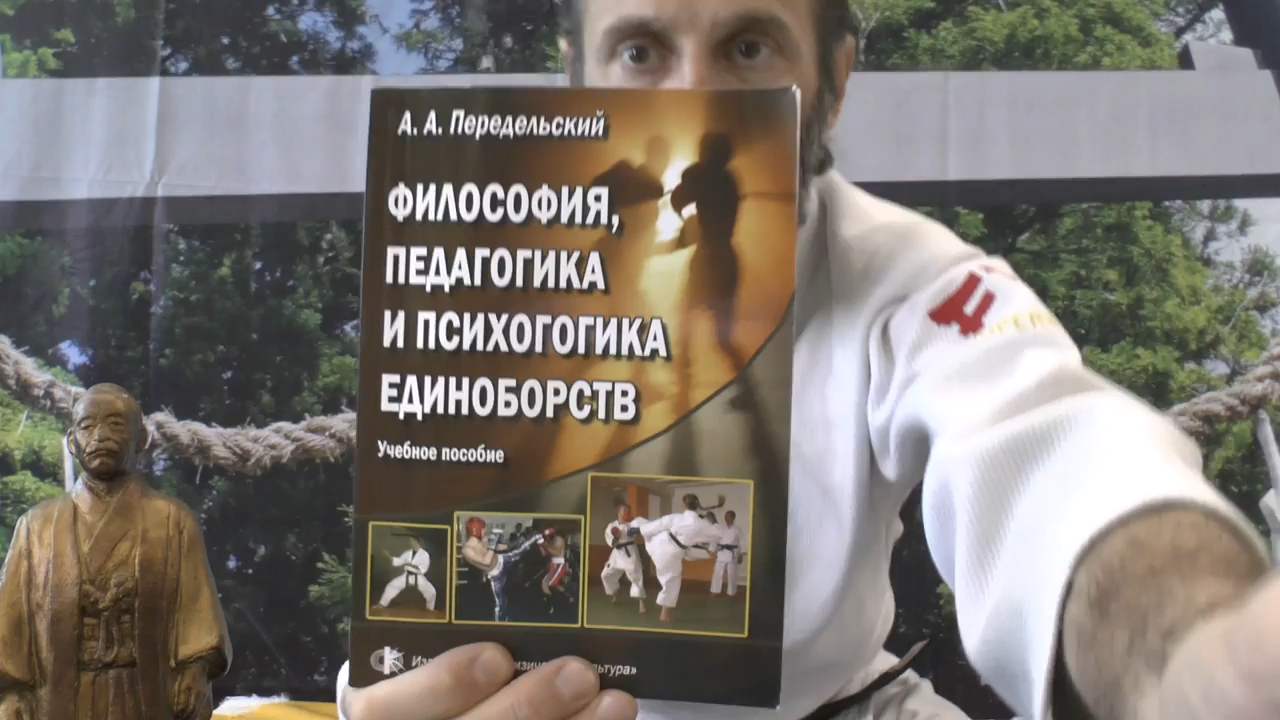 А. А. Передельский
ФИЛОСОФИЯ,
ПЕДАГОГИКА
И ПСИХОГОГИКА
ЕДИНОБОРСТВ
Учебное пособие